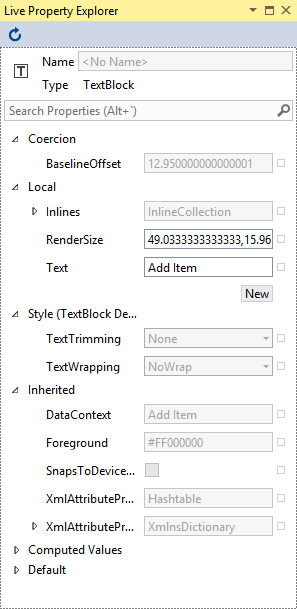 Live Property Explorer
Name <No Name>
T
Type TextBlock
Search Properties (Alt+`)
Coercion
BaselineOffset 12.950000000000001
Local
Inlines InlineCollection
RenderSize 49.0333333333333,15.96
Text Add Item
New
Style (TextBlock De...
TextTrimming None
TextWrapping NoWrap
Inherited
DataContext Add Item
Foreground #FF000000
SnapsToDevice...
XmlAttributePr... Hashtable
XmlAttributePr... XmlnsDictionary
Computed Values
Default